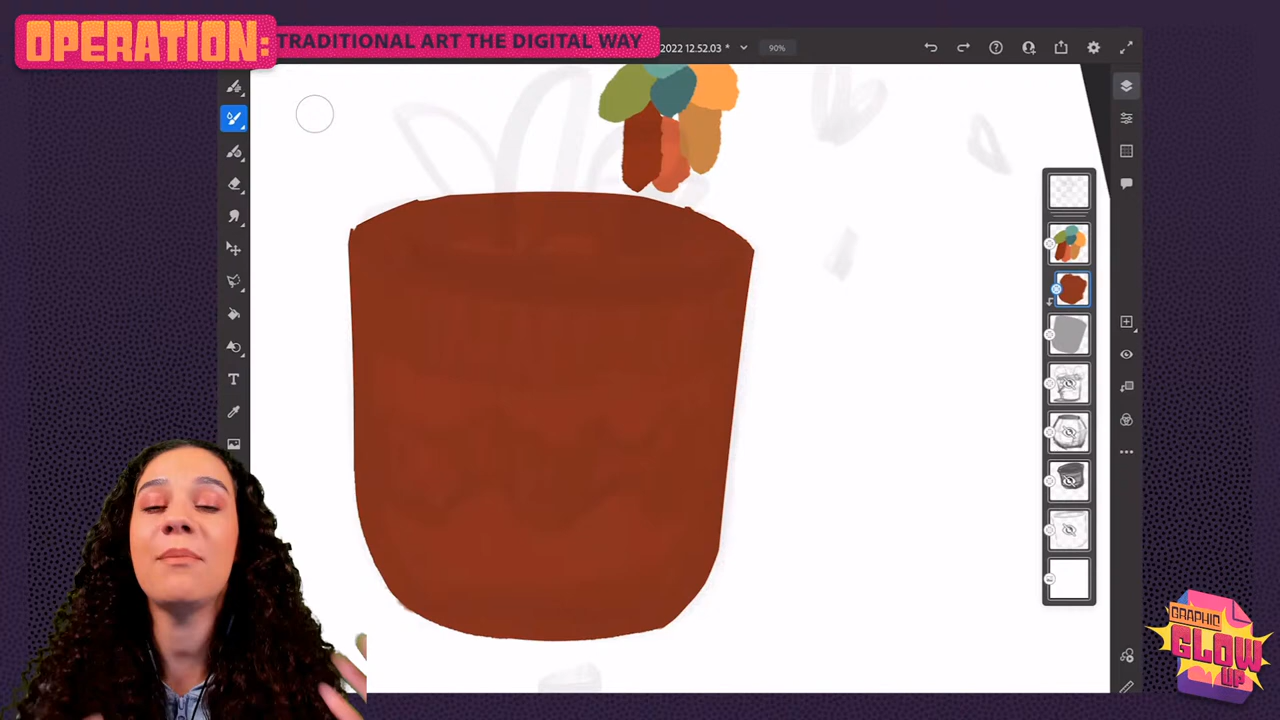 OPERATION:
TRADITIONAL ART THE DIGITAL WAY
2022 12.52.03 *
90%
T
GRAPHIC
GLOW
UP